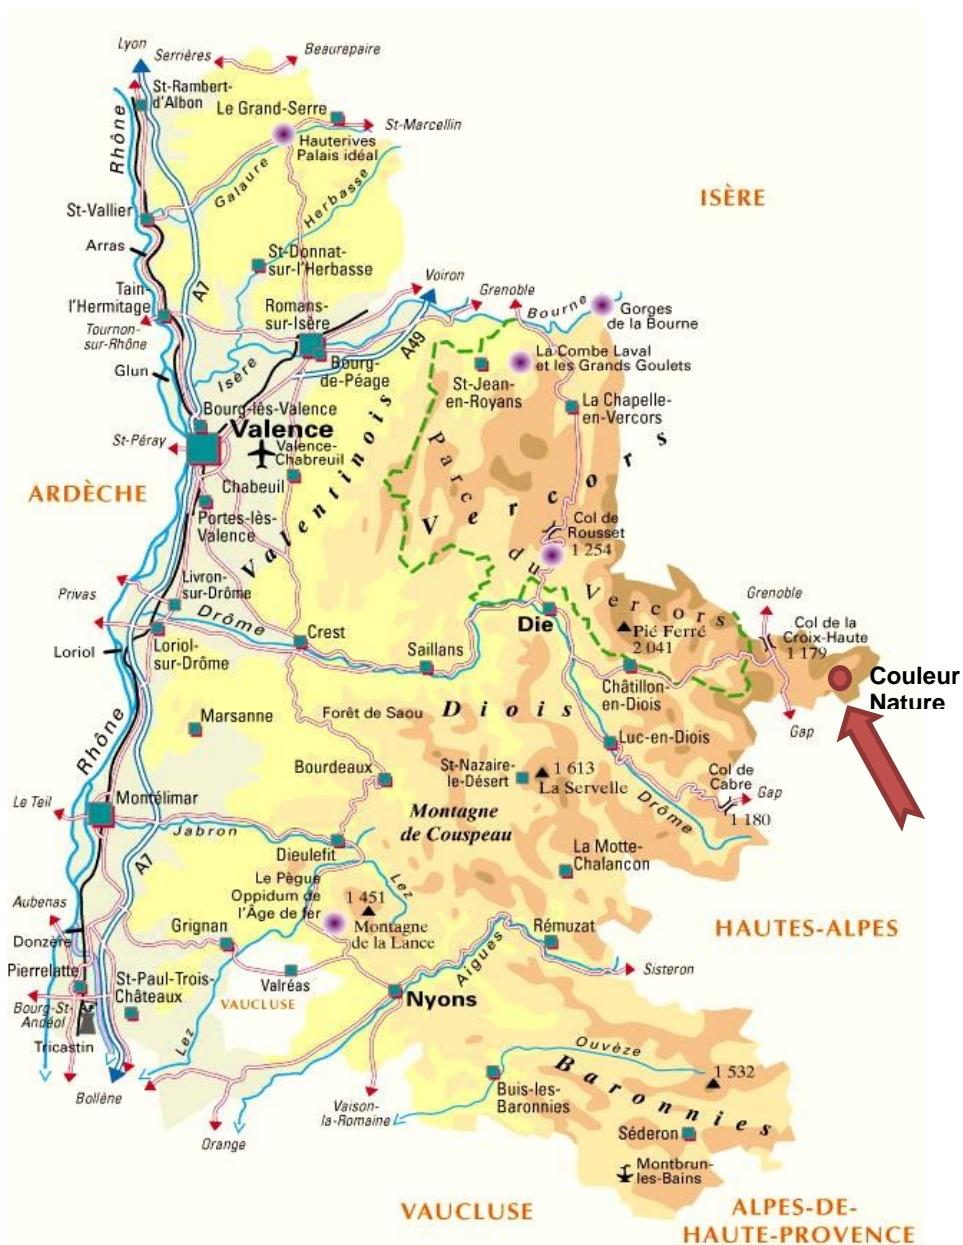 Lyon
Serrières
Beaurepaire
St-Rambert-
d'Albon
Le Grand-Serre
St-Marcellin
Rhône
Hauterives
Palais idéal
Galaure
Herbasse
ISÈRE
St-Vallier
Arras
St-Donnat-
sur-l'Herbasse
A7
Voiron
Grenoble
Tain-
l'Hermitage
Romans-
sur-Isère
Bourne
Gorges
de la Bourne
Tournon-
sur-Rhône
A49
La Combe Laval
et les Grands Goulets
Glun
Isère
Bourg-
de-Péage
St-Jean-
en-Royans
La Chapelle-
en-Vercors
Bourg-lès-Valence
Valence
St-Péray
Valence-
Chabreuil
Valentinois
Parc du Vercors
Vercors
ARDÈCHE
Chabeuil
Portes-lès-
Valence
Col de
Rousset
1 254
Privas
Livron-
sur-Drôme
Drôme
Crest
Die
Pié Ferré
2 041
Grenoble
Col de la
Croix-Haute
1 179
Loriol
Loriol-
sur-Drôme
Saillans
Châtillon-
en-Diois
Couleur
Nature
Rhône
Marsanne
Forêt de Saou
Diois
Luc-en-Diois
Gap
Bourdeaux
St-Nazaire-
le-Désert
1 613
La Servelle
Col de
Cabre
Gap
1 180
Drôme
Le Teil
Montélimar
Jabron
Montagne
de Couspeau
Dieulefit
La Motte-
Chalancon
A7
Le Pègue
Oppidum de
l'Âge de fer
Lez
1 451
Montagne
de la Lance
Aubenas
Donzère
Grignan
Rémuzat
HAUTES-ALPES
Pierrelatte
St-Paul-Trois-
Châteaux
Valréas
VAUCLUSE
Aigues
Sisteron
Nyons
Bourg-St-
Andéol
Tricastin
Lez
Ouvèze
Baronnies
1 532
Bollène
Buis-les-
Baronnies
Vaison-
la-Romaine
Orange
Séderon
Montbrun-
les-Bains
VAUCLUSE
ALPES-DE-
HAUTE-PROVENCE